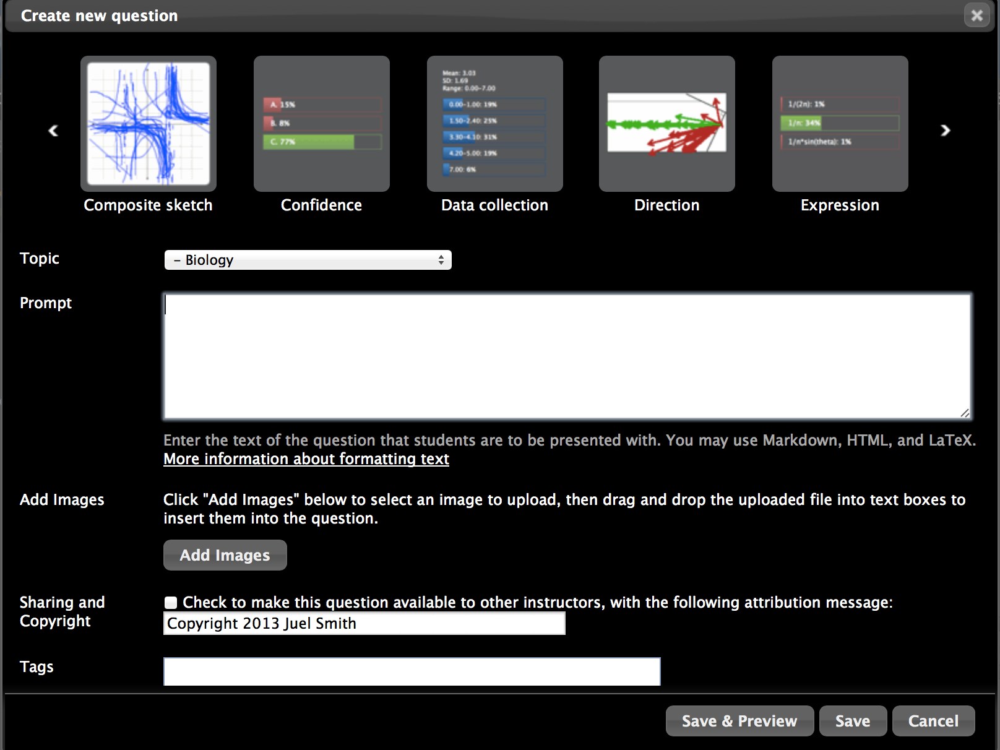 Create new question
A. 15%
B. 8%
C. 77%
Mean: 3.03
SD: 1.69
Range: 0.00-7.00
0.00-1.00: 19%
1.50-2.40: 25%
3.30-4.10: 31%
4.20-5.00: 19%
7.00: 6%
1/(2n): 1%
1/n: 34%
1/n*sin(theta): 1%
Composite sketch
Confidence
Data collection
Direction
Expression
Topic
- Biology
Prompt
Enter the text of the question that students are to be presented with. You may use Markdown, HTML, and LaTeX.
More information about formatting text
Add Images
Click "Add Images" below to select an image to upload, then drag and drop the uploaded file into text boxes to
insert them into the question.
Add Images
Sharing and
Copyright
Check to make this question available to other instructors, with the following attribution message:
Copyright 2013 Juel Smith
Tags
Save & Preview
Save
Cancel